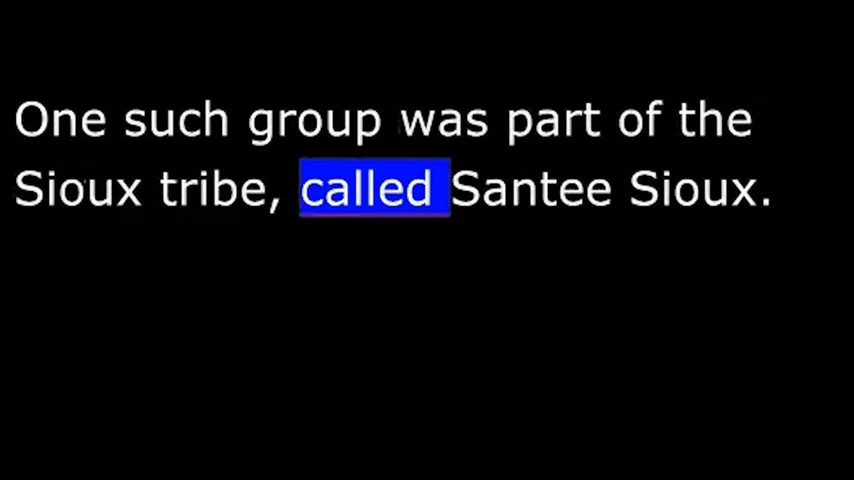 One such group was part of the
Sioux tribe, called Santee Sioux.